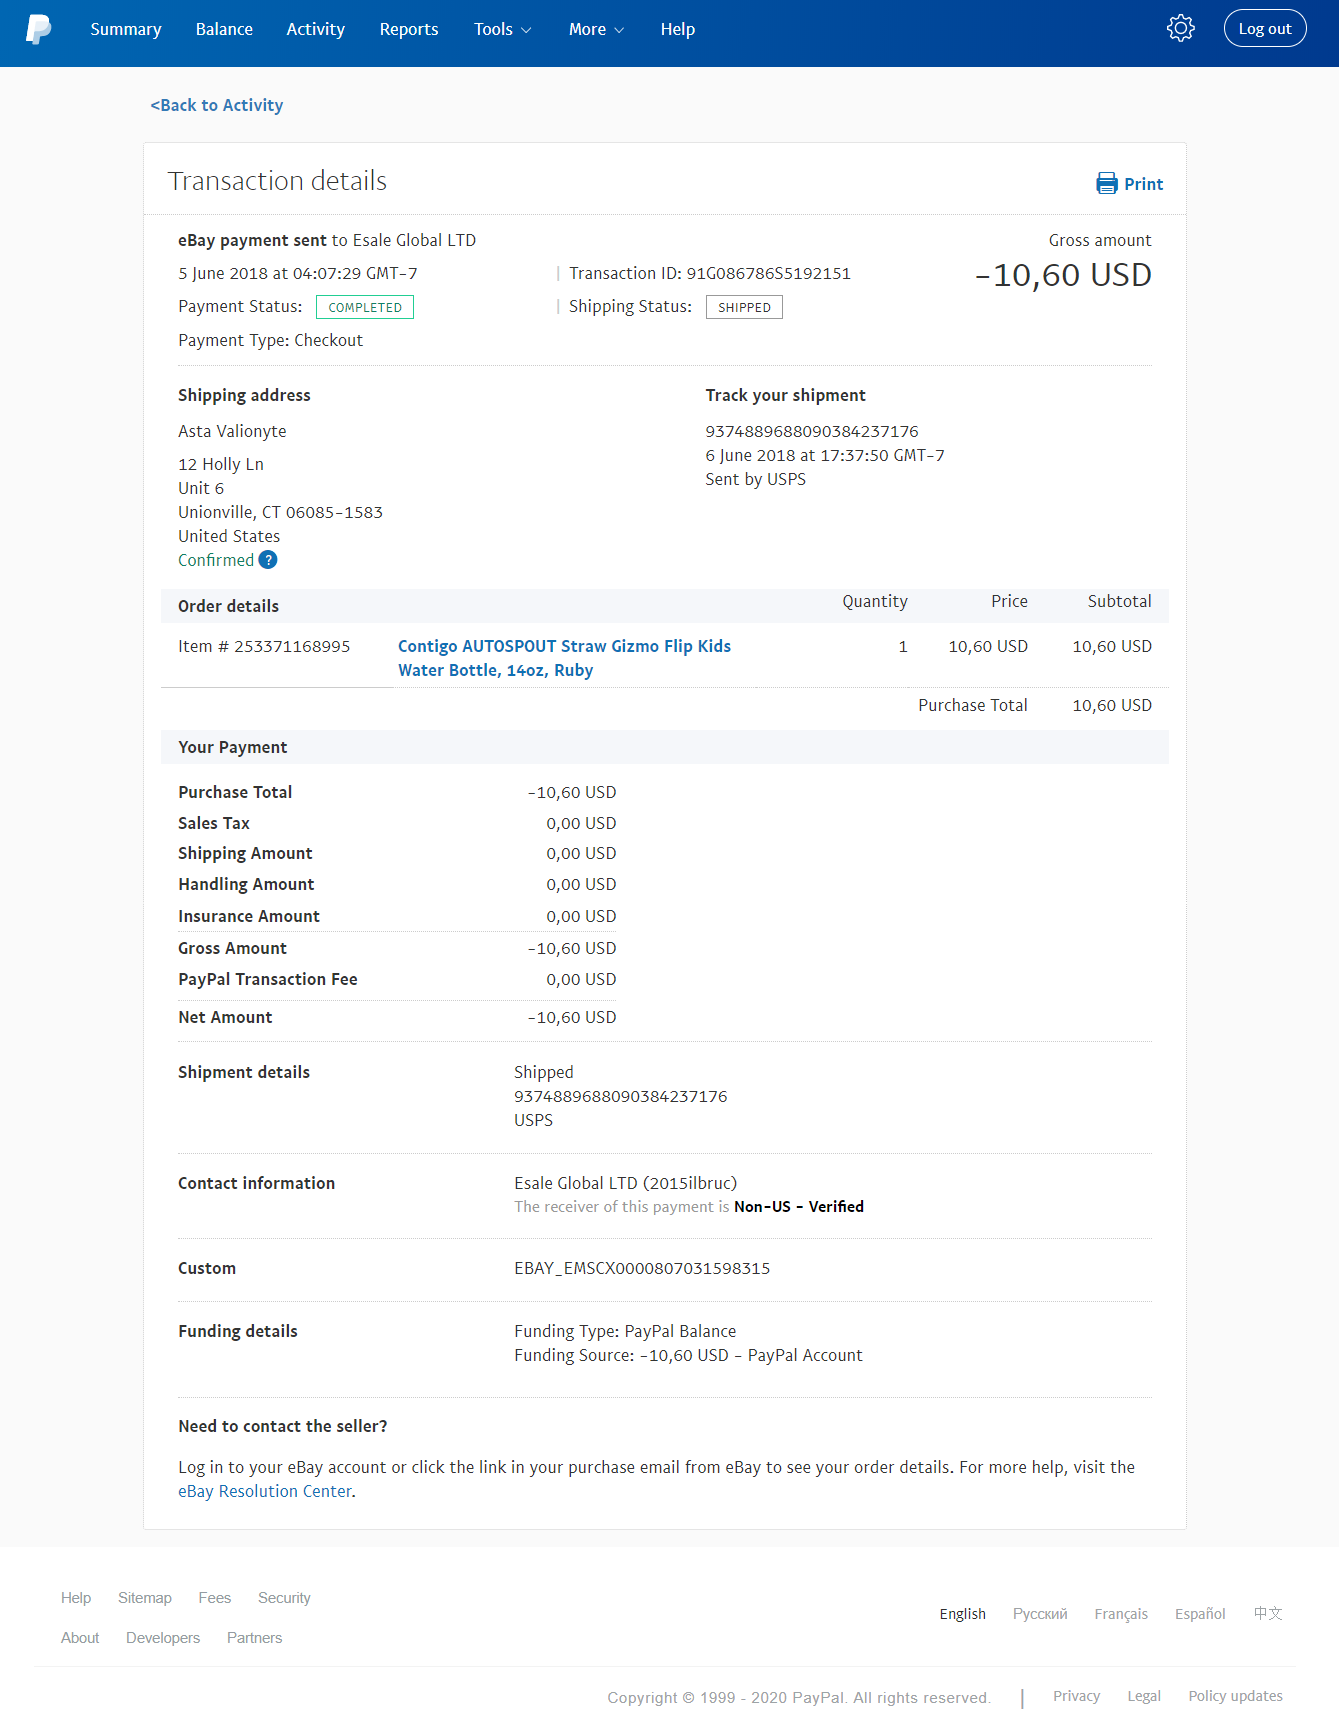 Summary Balance Activity Reports Tools More Help Log out
<Back to Activity
Transaction details
Print
eBay payment sent to Esale Global LTD
Gross amount
5 June 2018 at 04:07:29 GMT-7
Transaction ID: 91G086786S5192151
-10,60 USD
Payment Status: COMPLETED
Shipping Status: SHIPPED
Payment Type: Checkout
Shipping address
Asta Valionyte
12 Holly Ln
Unit 6
Unionville, CT 06085-1583
United States
Confirmed ?
Track your shipment
9374889688090384237176
6 June 2018 at 17:37:50 GMT-7
Sent by USPS
Order details Quantity Price Subtotal
Item # 253371168995 Contigo AUTOSPOUT Straw Gizmo Flip Kids 1 10,60 USD 10,60 USD
Water Bottle, 14oz, Ruby
Purchase Total 10,60 USD
Your Payment
Purchase Total -10,60 USD
Sales Tax 0,00 USD
Shipping Amount 0,00 USD
Handling Amount 0,00 USD
Insurance Amount 0,00 USD
Gross Amount -10,60 USD
PayPal Transaction Fee 0,00 USD
Net Amount -10,60 USD
Shipment details Shipped
9374889688090384237176
USPS
Contact information Esale Global LTD (2015ilbruc)
The receiver of this payment is Non-US - Verified
Custom EBAY_EMSCX0000807031598315
Funding details Funding Type: PayPal Balance
Funding Source: -10,60 USD - PayPal Account
Need to contact the seller?
Log in to your eBay account or click the link in your purchase email from eBay to see your order details. For more help, visit the
eBay Resolution Center.
Help Sitemap Fees Security
About Developers Partners
English Русский Français Español 中文
Copyright © 1999 - 2020 PayPal. All rights reserved. | Privacy Legal Policy updates